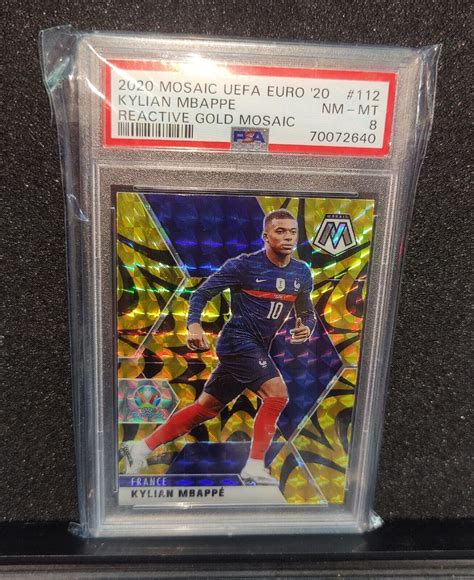 2020 MOSAIC UEFA EURO '20 #112
KYLIAN MBAPPE NM - MT
REACTIVE GOLD MOSAIC PSA 8
70072640
MOSAIC
M
10
FRANCE
KYLIAN MBAPPÉ